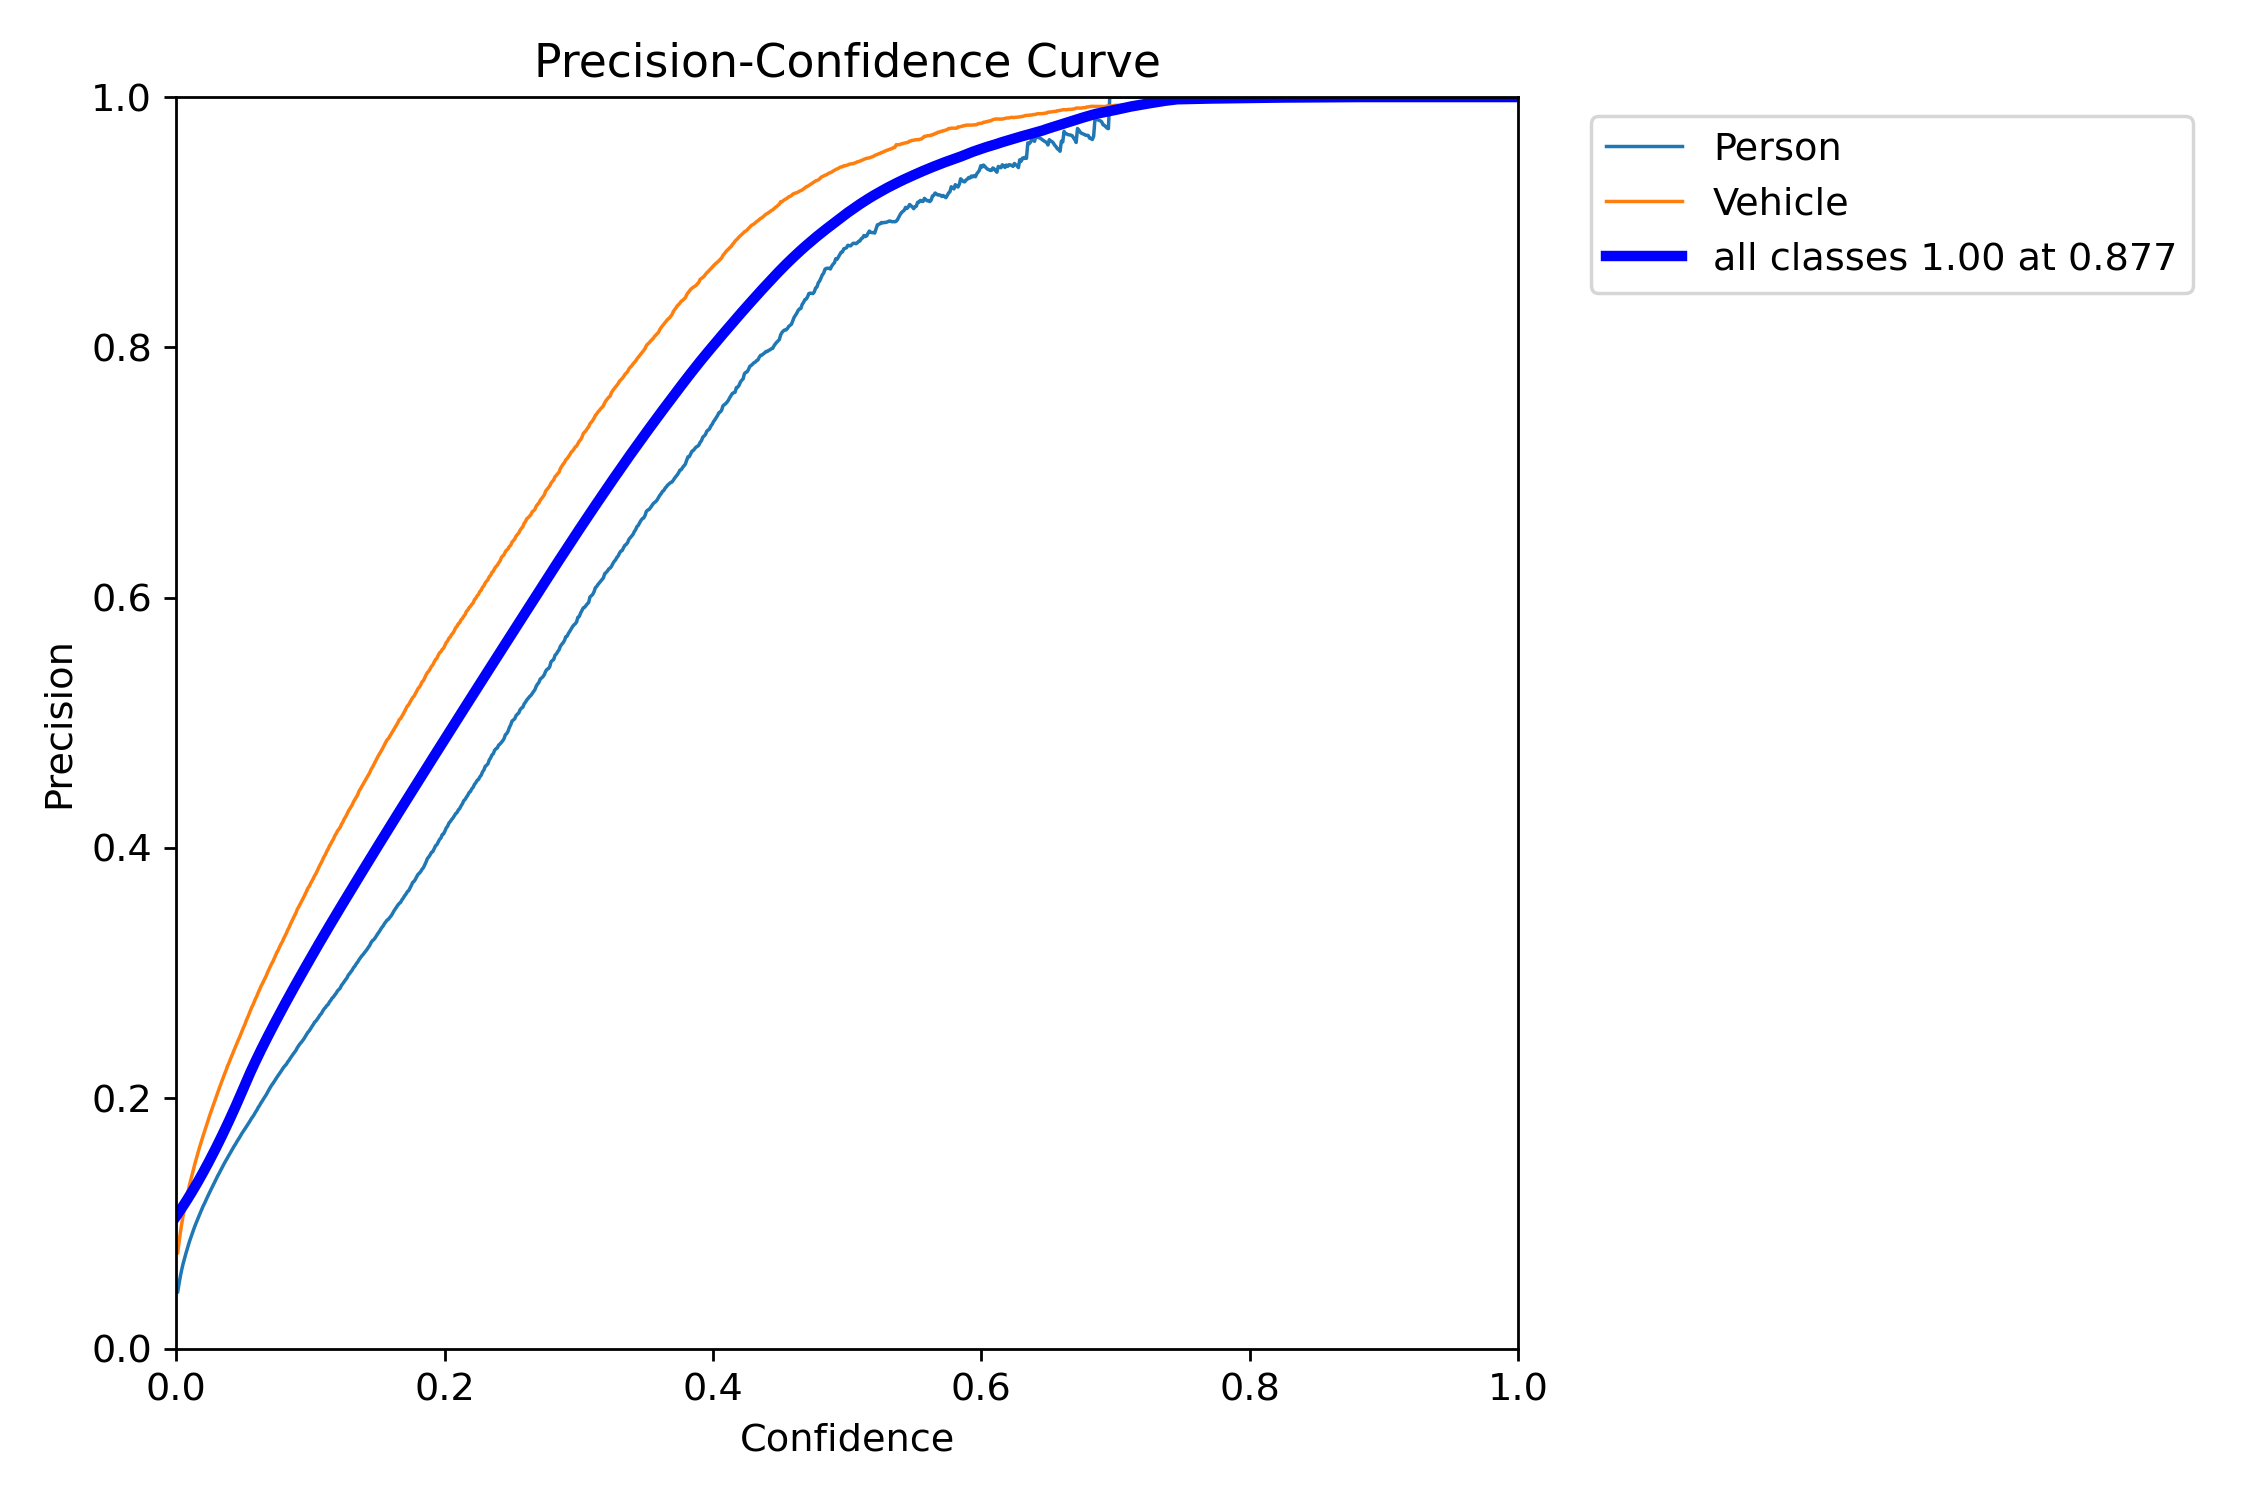 Precision-Confidence Curve
1.0
0.8
0.6
0.4
0.2
0.0
Precision
0.0 0.2 0.4 0.6 0.8 1.0
Confidence
Person
Vehicle
all classes 1.00 at 0.877